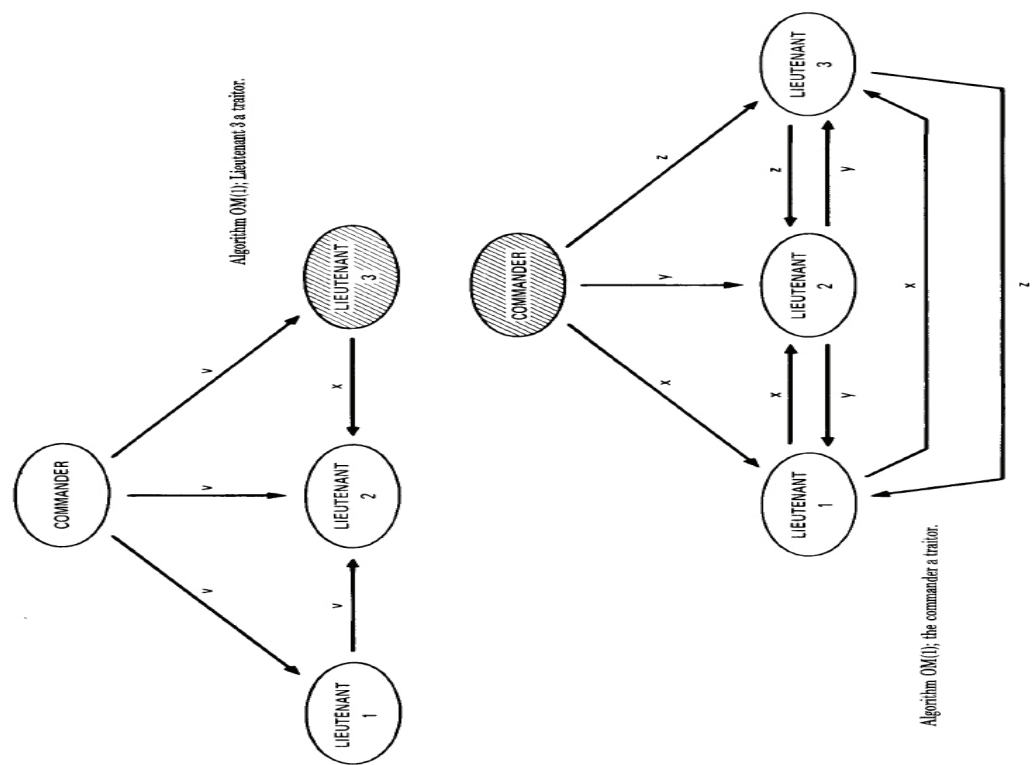 COMMANDER
v
v
v
LIEUTENANT
1
v
LIEUTENANT
2
x
LIEUTENANT
3
Algorithm OM(1); Lieutenant 3 a traitor.
COMMANDER
x
y
z
LIEUTENANT
1
x
y
LIEUTENANT
2
z
y
LIEUTENANT
3
x
z
Algorithm OM(1); the commander a traitor.